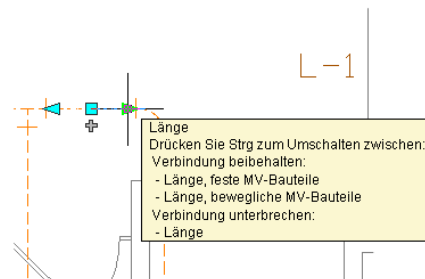 L-1
Länge
Drücken Sie Strg zum Umschalten zwischen:
Verbindung beibehalten:
- Länge, feste MV-Bauteile
- Länge, bewegliche MV-Bauteile
Verbindung unterbrechen:
- Länge